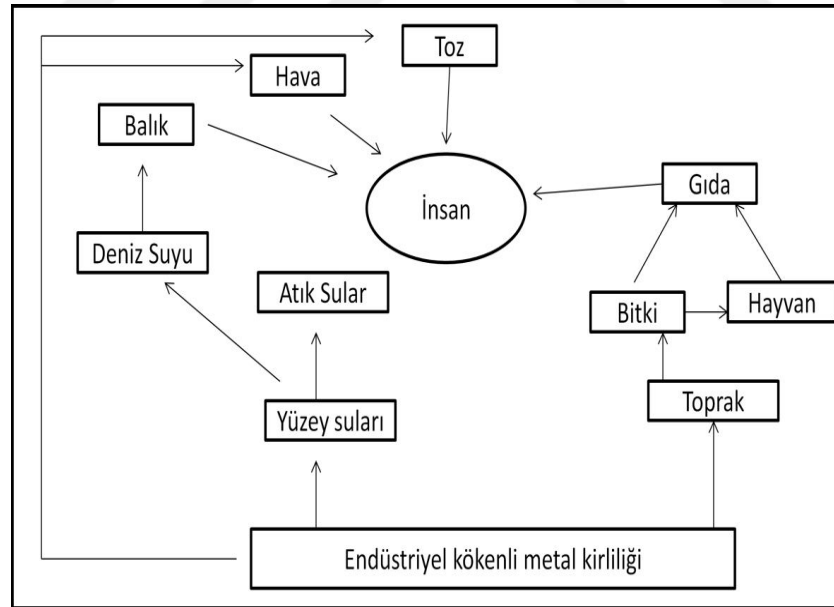 Toz
Hava
Balık
Gıda
İnsan
Deniz Suyu
Atık Sular
Bitki
Hayvan
Toprak
Yüzey suları
Endüstriyel kökenli metal kirliliği